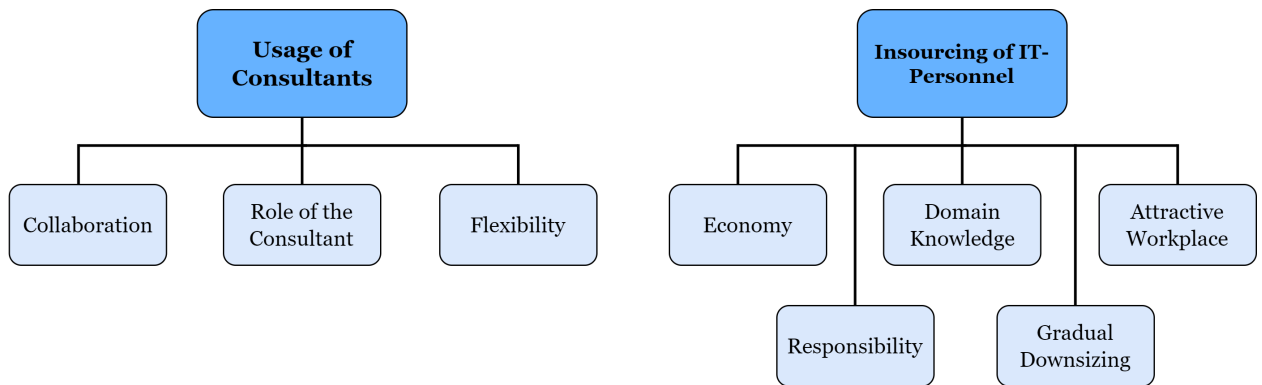 Usage of
Consultants
Collaboration
Role of the
Consultant
Flexibility
Insourcing of IT-
Personnel
Economy
Domain
Knowledge
Attractive
Workplace
Responsibility
Gradual
Downsizing